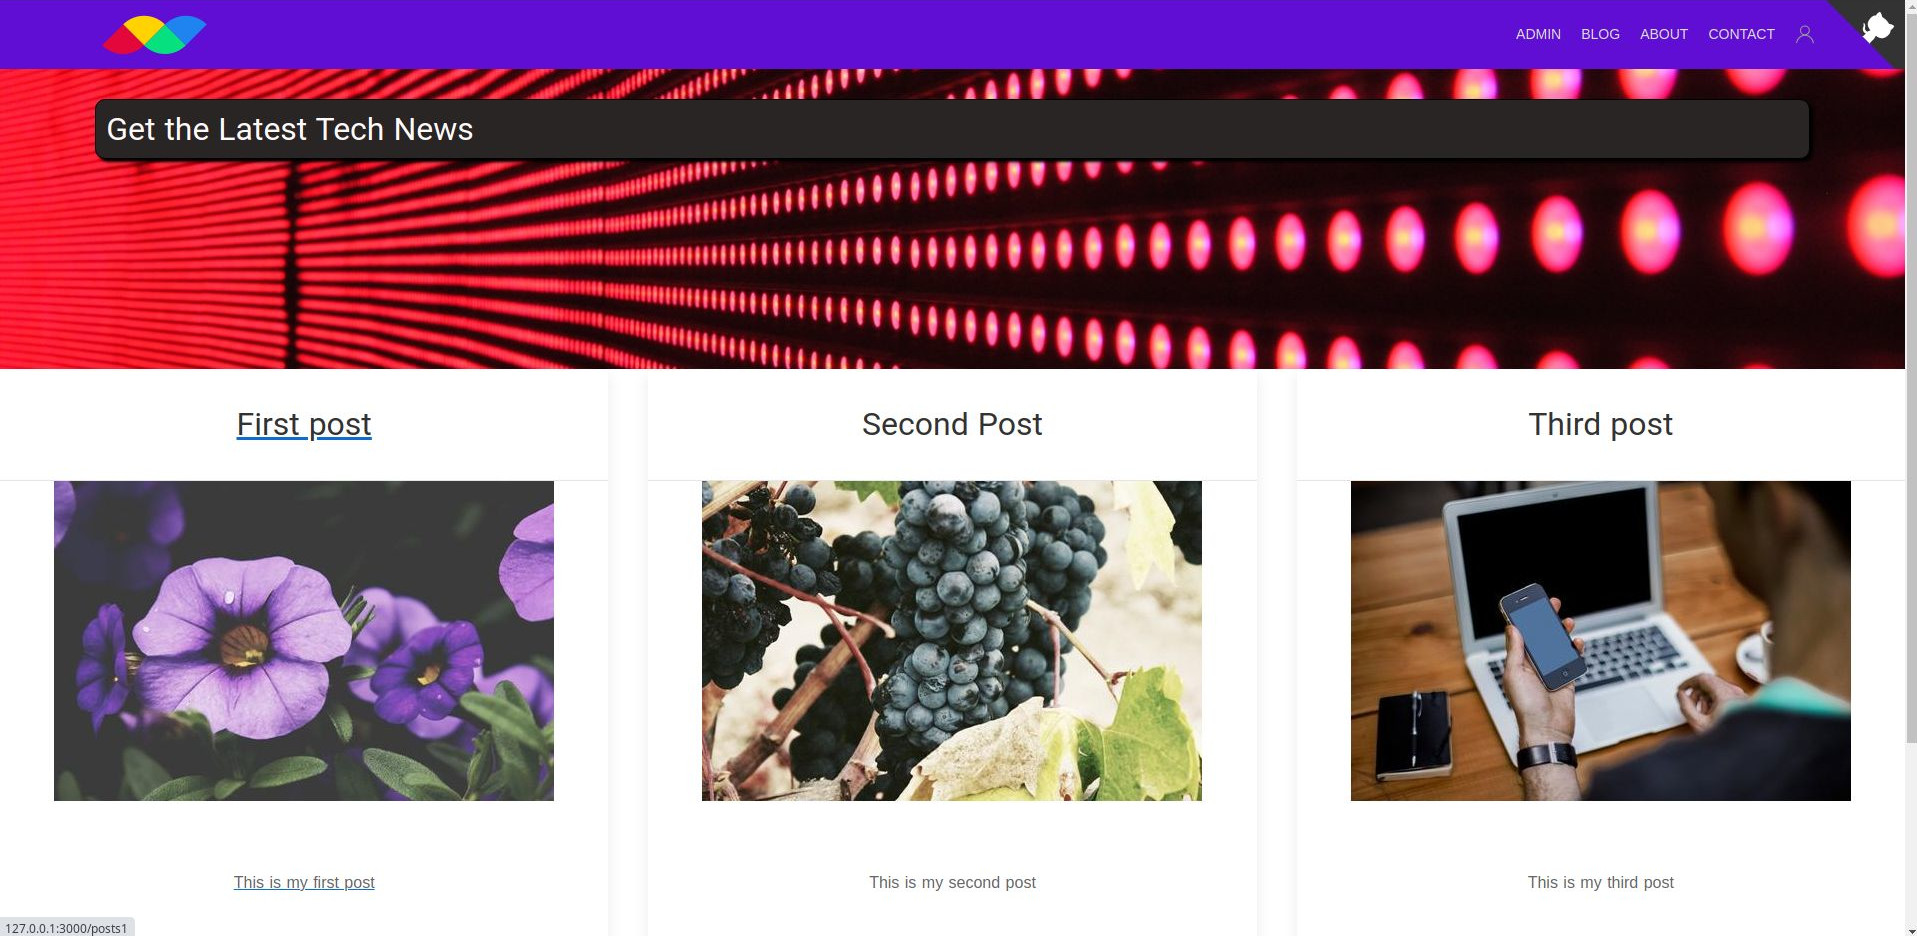 ADMIN BLOG ABOUT CONTACT
Get the Latest Tech News
First post
Second Post
Third post
This is my first post
This is my second post
This is my third post
127.0.0.1:3000/posts1